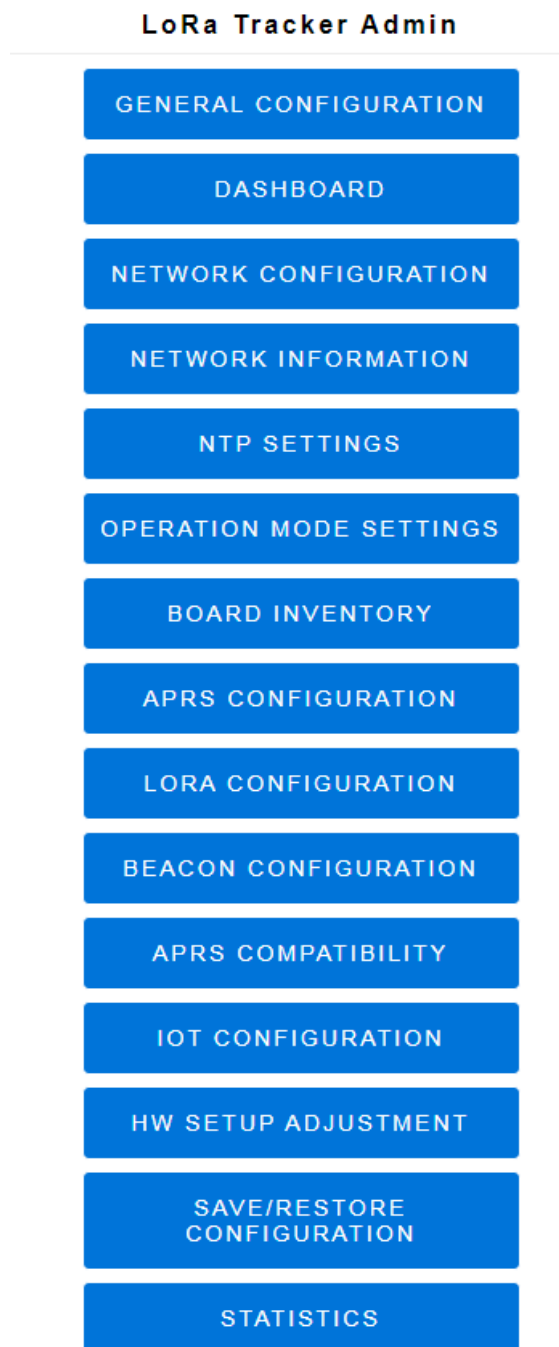 LoRa Tracker Admin
GENERAL CONFIGURATION
DASHBOARD
NETWORK CONFIGURATION
NETWORK INFORMATION
NTP SETTINGS
OPERATION MODE SETTINGS
BOARD INVENTORY
APRS CONFIGURATION
LORA CONFIGURATION
BEACON CONFIGURATION
APRS COMPATIBILITY
IOT CONFIGURATION
HW SETUP ADJUSTMENT
SAVE/RESTORE
CONFIGURATION
STATISTICS